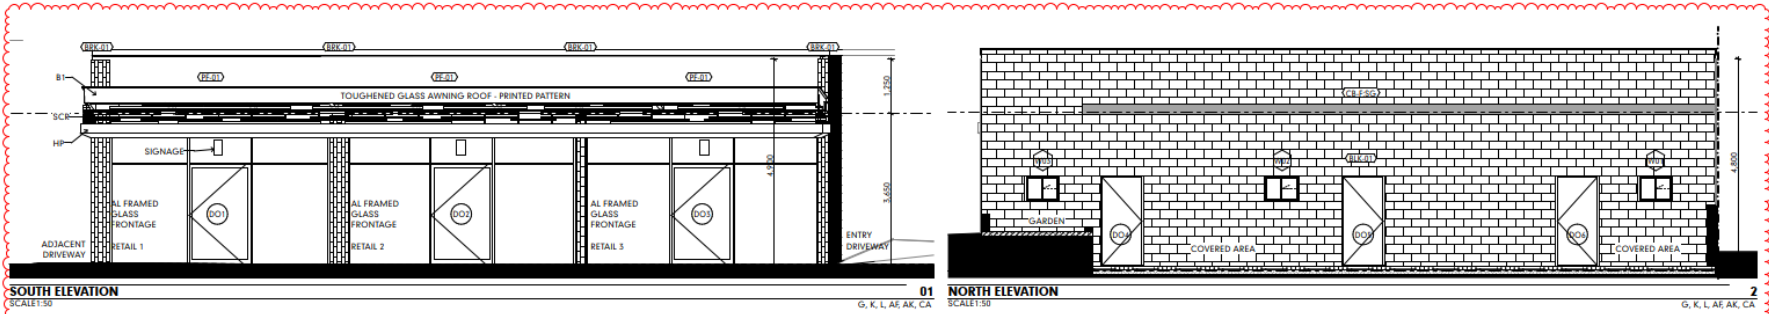 BRK-01 BRK-01 BRK-01 BRK-01
B1
PF-01 PF-01 PF-01
TOUGHENED GLASS AWNING ROOF - PRINTED PATTERN
SCR
HP
SIGNAGE
1,250
4,900
3,650
AL FRAMED
GLASS
FRONTAGE
RETAIL 1
DO1
AL FRAMED
GLASS
FRONTAGE
RETAIL 2
DO2
AL FRAMED
GLASS
FRONTAGE
RETAIL 3
DO3
ADJACENT
DRIVEWAY
ENTRY
DRIVEWAY
SOUTH ELEVATION 01
SCALE1:50 G, K, L, AF, AK, CA
CB-F:SG
W03 W02 BLK-01 W01
4,800
GARDEN
DO4 DO5 DO6
COVERED AREA COVERED AREA
NORTH ELEVATION 2
SCALE1:50 G, K, L, AF, AK, CA